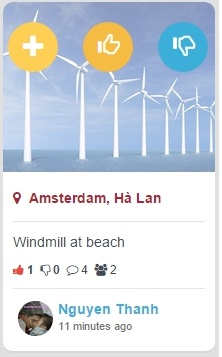 Amsterdam, Hà Lan
Windmill at beach
1 0 4 2
Nguyen Thanh
11 minutes ago